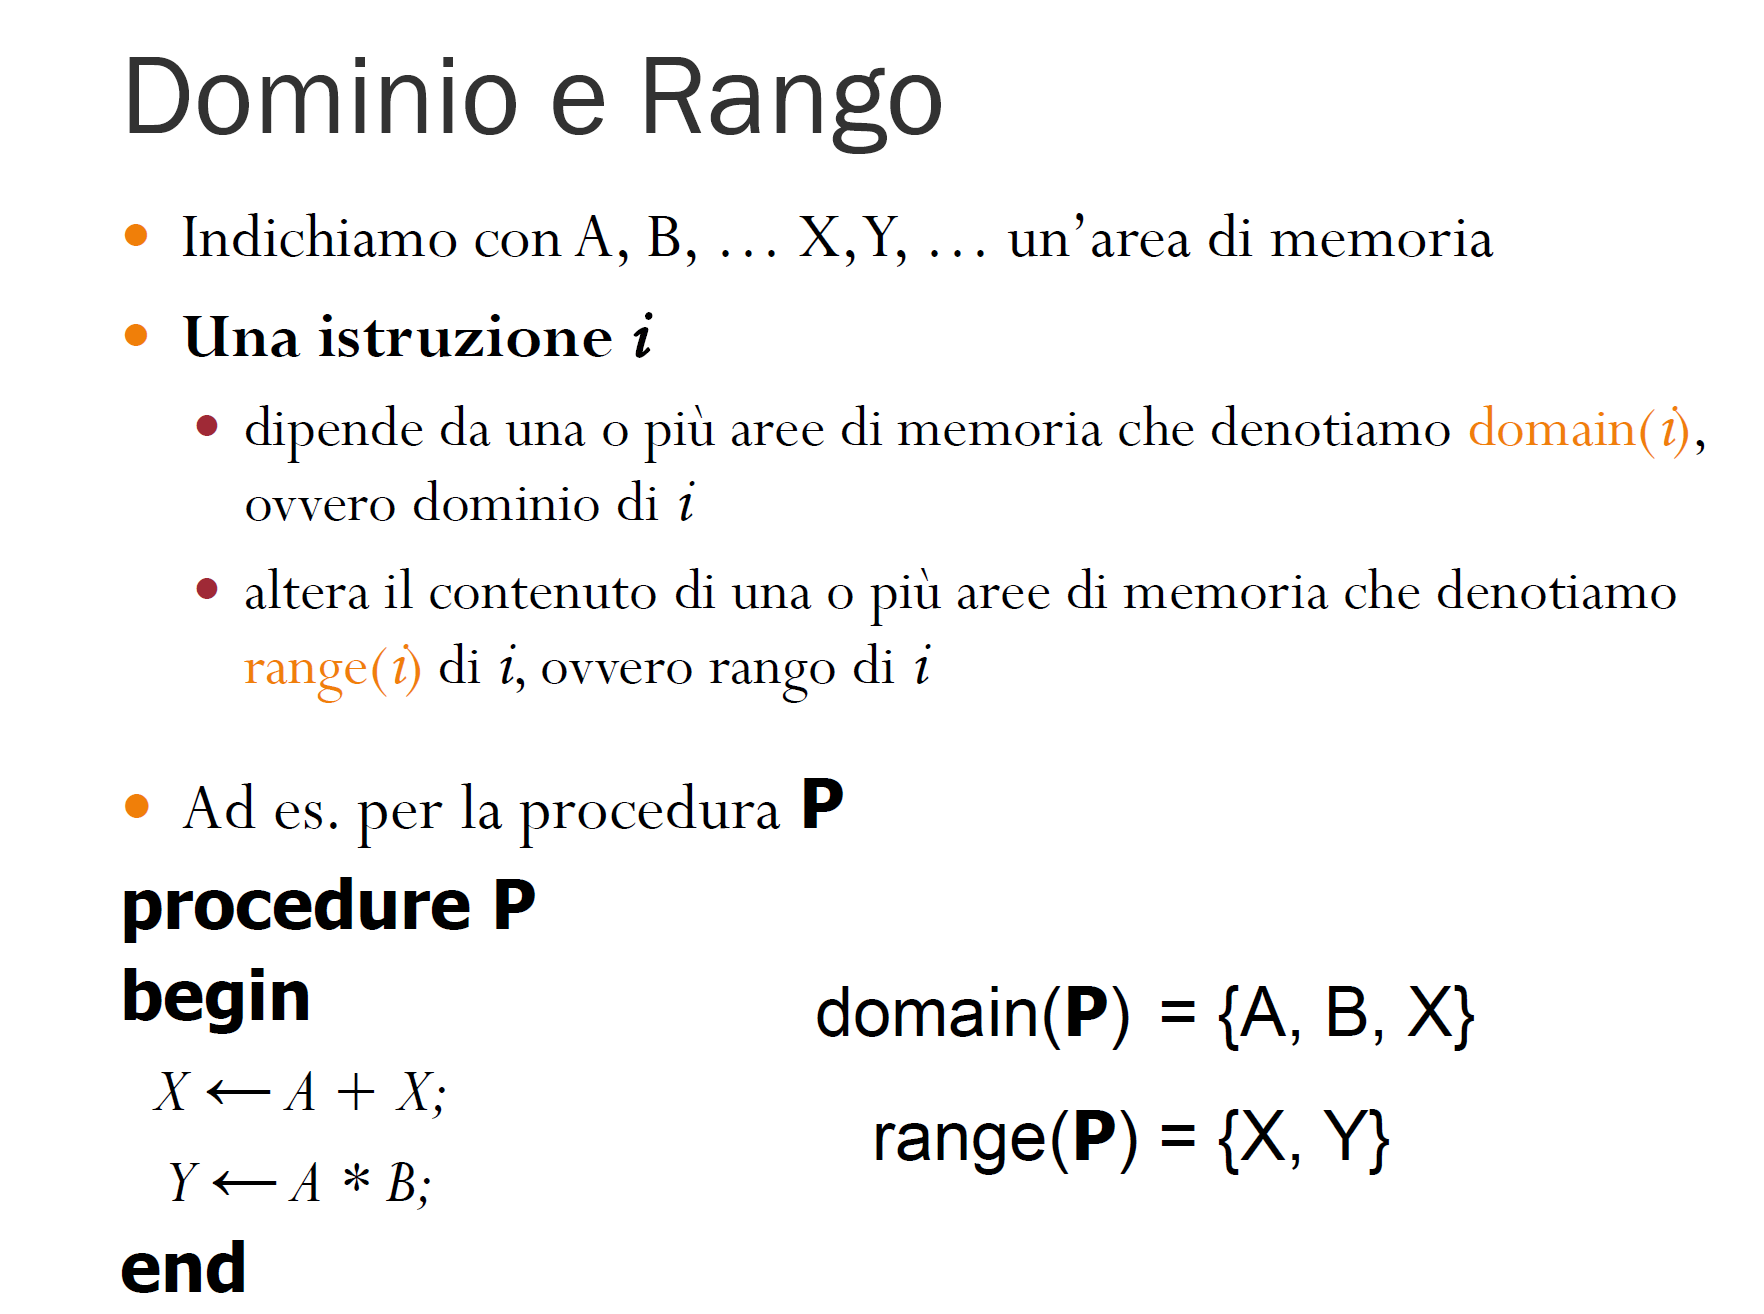 Dominio e Rango
• Indichiamo con A, B, … X,Y, … un’area di memoria
• Una istruzione i
• dipende da una o più aree di memoria che denotiamo domain(i),
ovvero dominio di i
• altera il contenuto di una o più aree di memoria che denotiamo
range(i) di i, ovvero rango di i
• Ad es. per la procedura P
procedure P
begin
X ← A + X;
Y ← A * B;
end
domain(P) = {A, B, X}
range(P) = {X, Y}